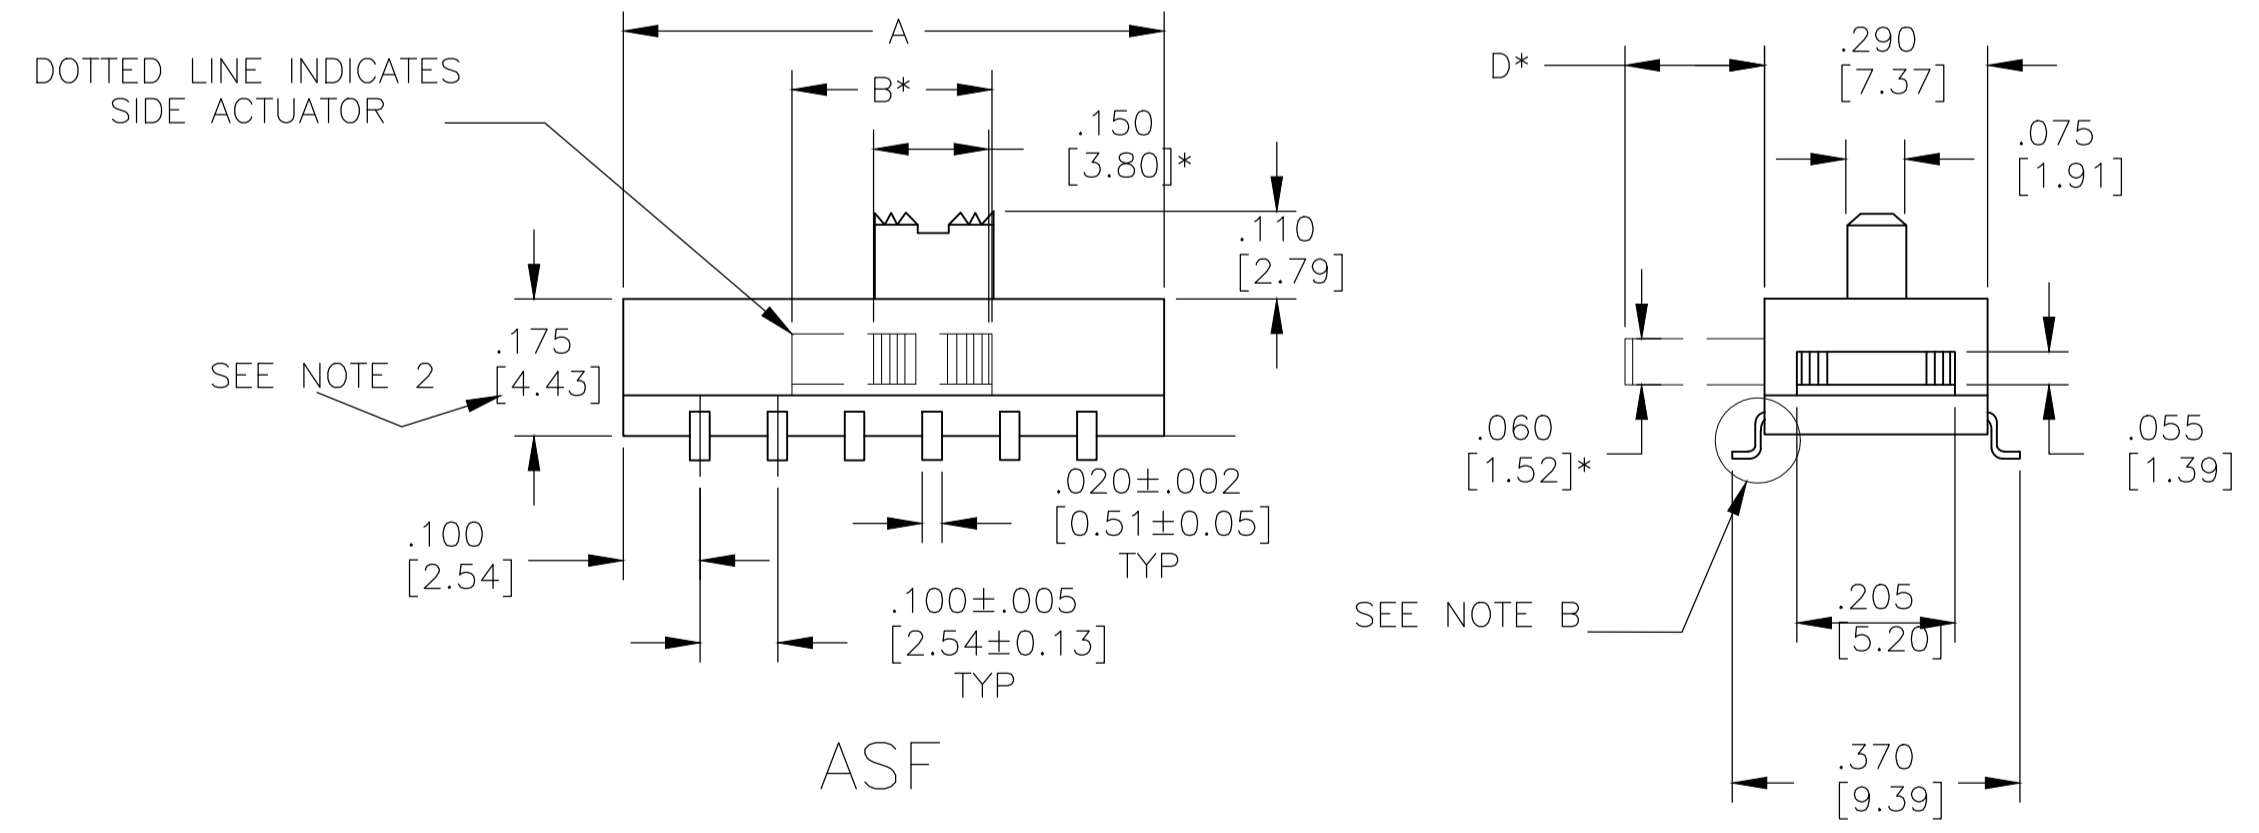 A
DOTTED LINE INDICATES
SIDE ACTUATOR
B*
.150
[3.80]*
.110
[2.79]
.175
[4.43]
SEE NOTE 2
.020±.002
[0.51±0.05]
TYP
.100
[2.54]
.100±.005
[2.54±0.13]
TYP
ASF
D*
.290
[7.37]
.075
[1.91]
.060
[1.52]*
.055
[1.39]
SEE NOTE B
.205
[5.20]
.370
[9.39]